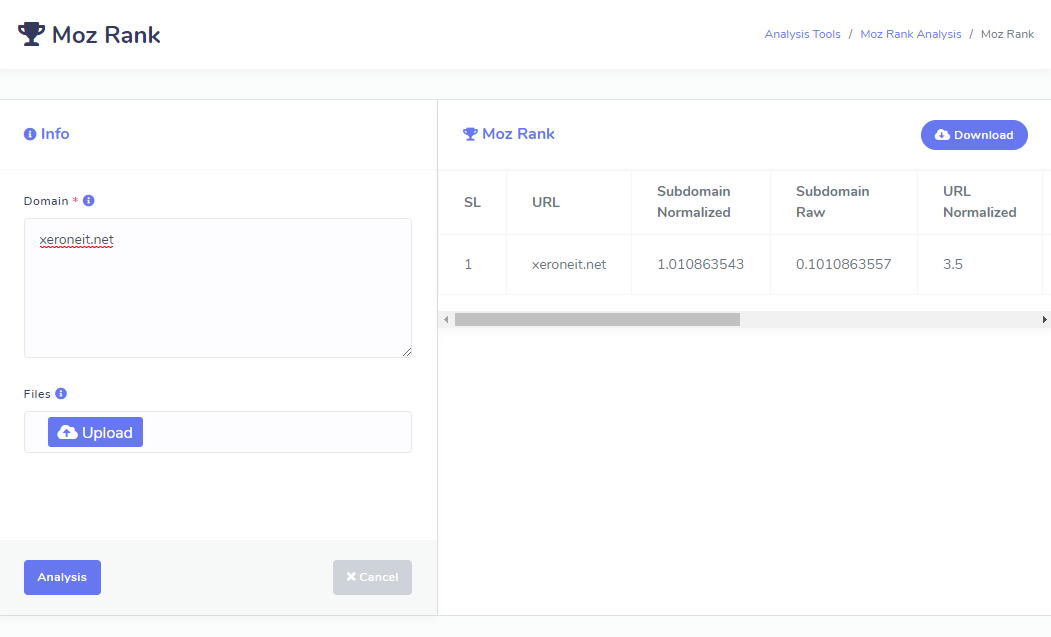 Moz Rank
Analysis Tools / Moz Rank Analysis / Moz Rank
Info
Domain *
xeroneit.net
Files
Upload
Analysis
Cancel
Moz Rank
Download
SL URL Subdomain Normalized Subdomain Raw URL Normalized
1 xeroneit.net 1.010863543 0.1010863557 3.5